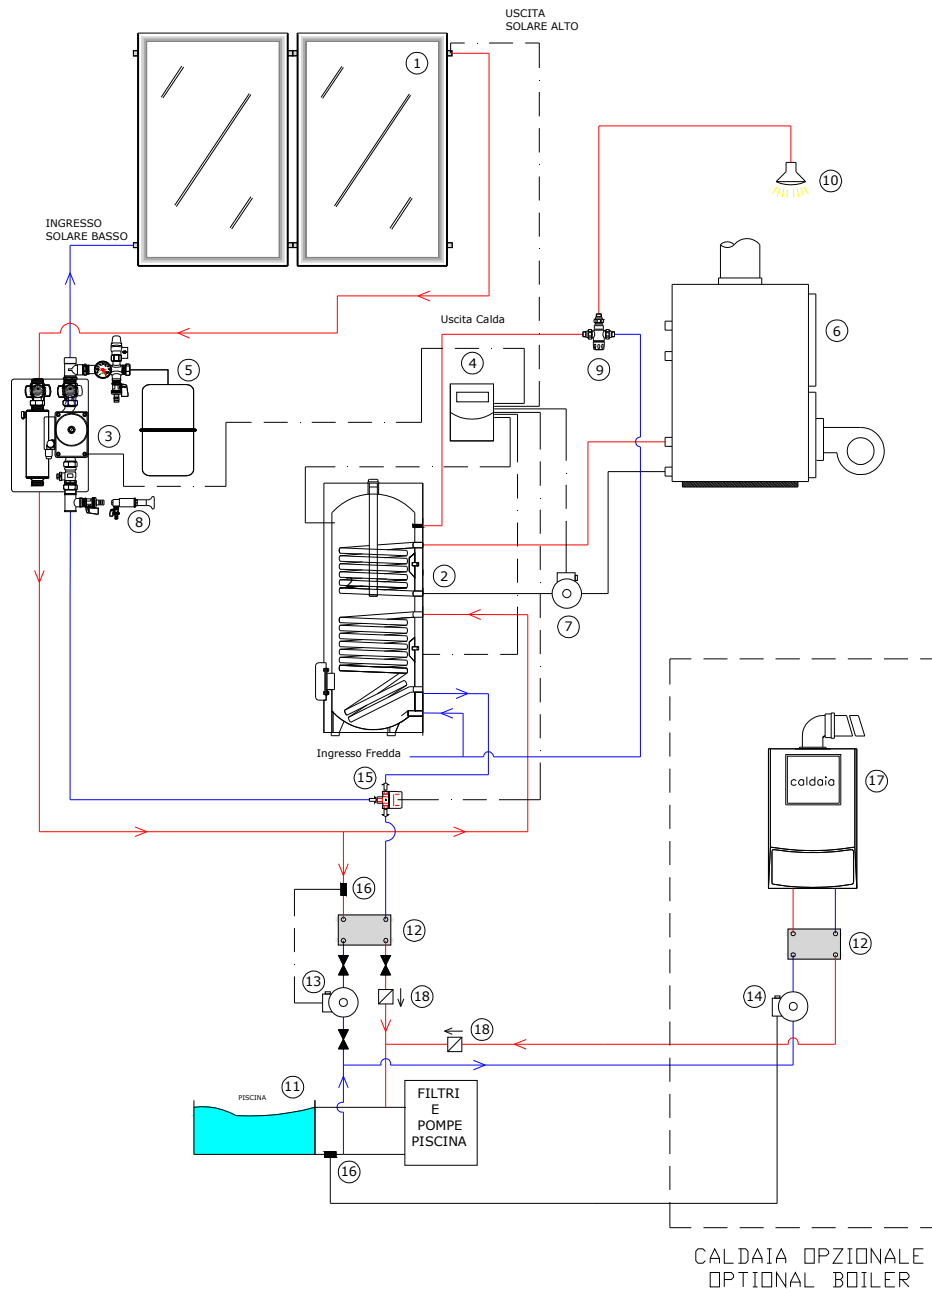 USCITA
SOLARE ALTO
1
10
INGRESSO
SOLARE BASSO
Uscita Calda
6
4
9
5
3
8
2
7
Ingresso Fredda
15
caldaia
17
16
12
12
13
18
14
18
11
PISCINA
FILTRI
E
POMPE
PISCINA
16
CALDAIA OPZIONALE
OPTIONAL BOILER